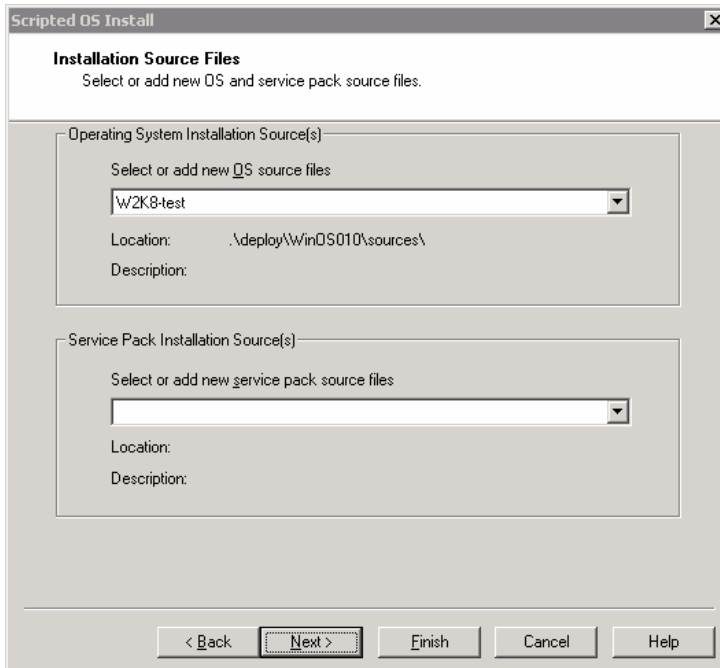 Scripted OS Install
Installation Source Files
Select or add new OS and service pack source files.
Operating System Installation Source(s)
Select or add new OS source files
W2K8-test
Location: .\deploy\WinOS010\sources\
Description:
Service Pack Installation Source(s)
Select or add new service pack source files
Location:
Description:
< Back Next > Finish Cancel Help